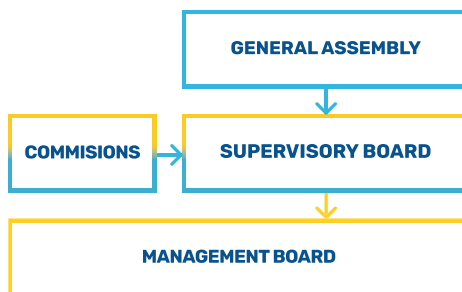 GENERAL ASSEMBLY
COMMISIONS
SUPERVISORY BOARD
MANAGEMENT BOARD